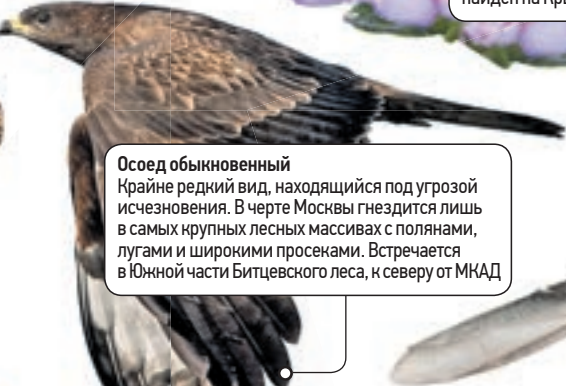 Осоед обыкновенный
Крайне редкий вид, находящийся под угрозой
исчезновения. В черте Москвы гнездится лишь
в самых крупных лесных массивах с полянами,
лугами и широкими просеками. Встречается
в Южной части Битцевского леса, к северу от МКАД